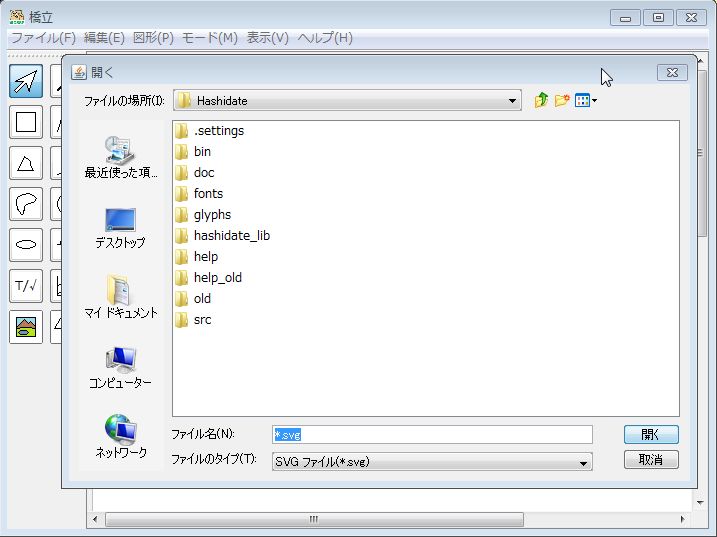 橋立
ファイル(F) 編集(E) 図形(P) モード(M) 表示(V) ヘルプ(H)
開く
ファイルの場所(I):
Hashidate
.settings
bin
doc
fonts
glyphs
hashidate_lib
help
help_old
old
src
最近使った項...
デスクトップ
マイ ドキュメント
コンピューター
ネットワーク
T/√
ファイル名(N):
*.svg
開く
ファイルのタイプ(T):
SVG ファイル(*.svg)
取消